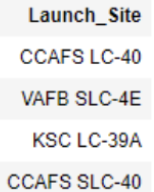 Launch_Site
CCAFS LC-40
VAFB SLC-4E
KSC LC-39A
CCAFS SLC-40